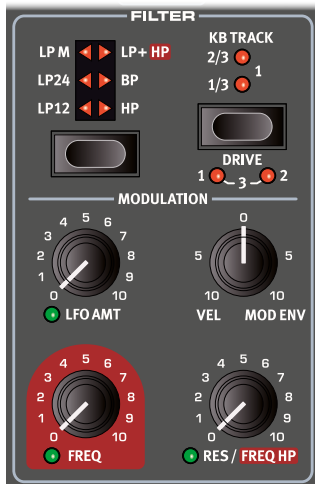 FILTER
LP M LP+ HP
LP24 BP
LP12 HP
KB TRACK
2/3
1
1/3
DRIVE
1 3 2
MODULATION
0 1 2 3 4 5 6 7 8 9 10
LFO AMT
0
5 5
10 10
VEL MOD ENV
0 1 2 3 4 5 6 7 8 9 10
FREQ
0 1 2 3 4 5 6 7 8 9 10
RES / FREQ HP